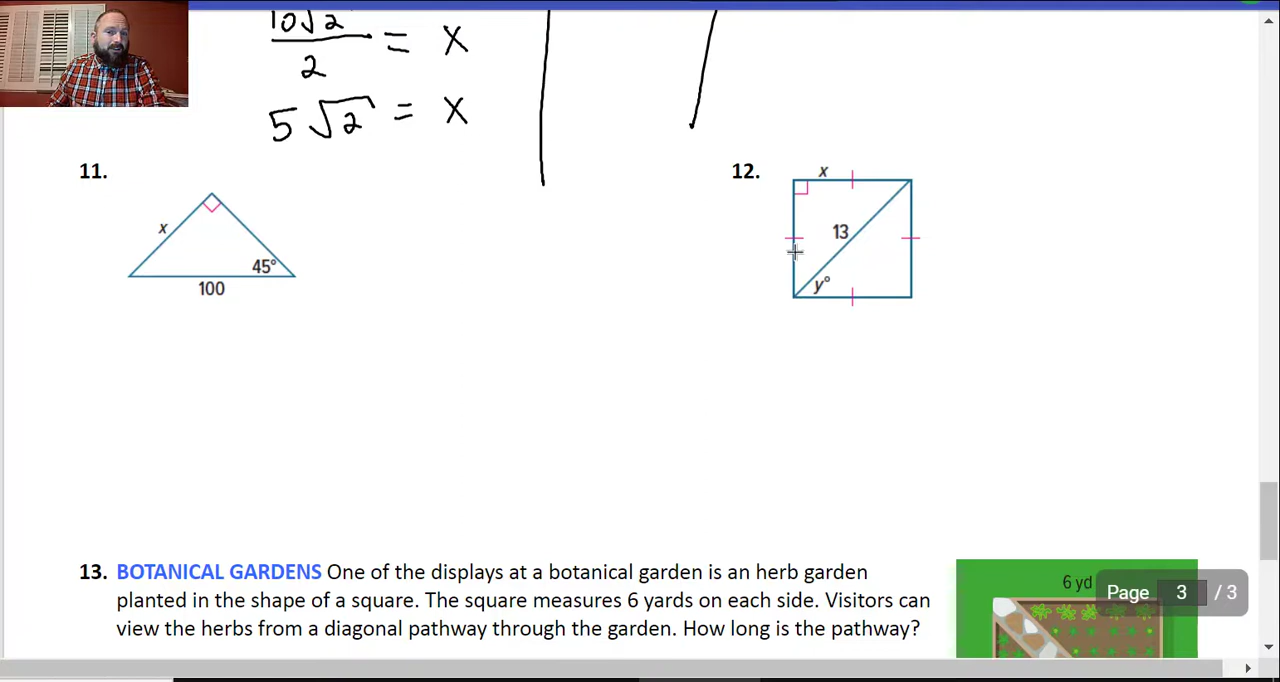 10√2
2
= x
5√2 = x
11.
x
45°
100
12.
x
13
y°
13. BOTANICAL GARDENS One of the displays at a botanical garden is an herb garden
planted in the shape of a square. The square measures 6 yards on each side. Visitors can
view the herbs from a diagonal pathway through the garden. How long is the pathway?
6 yd
Page 3 / 3